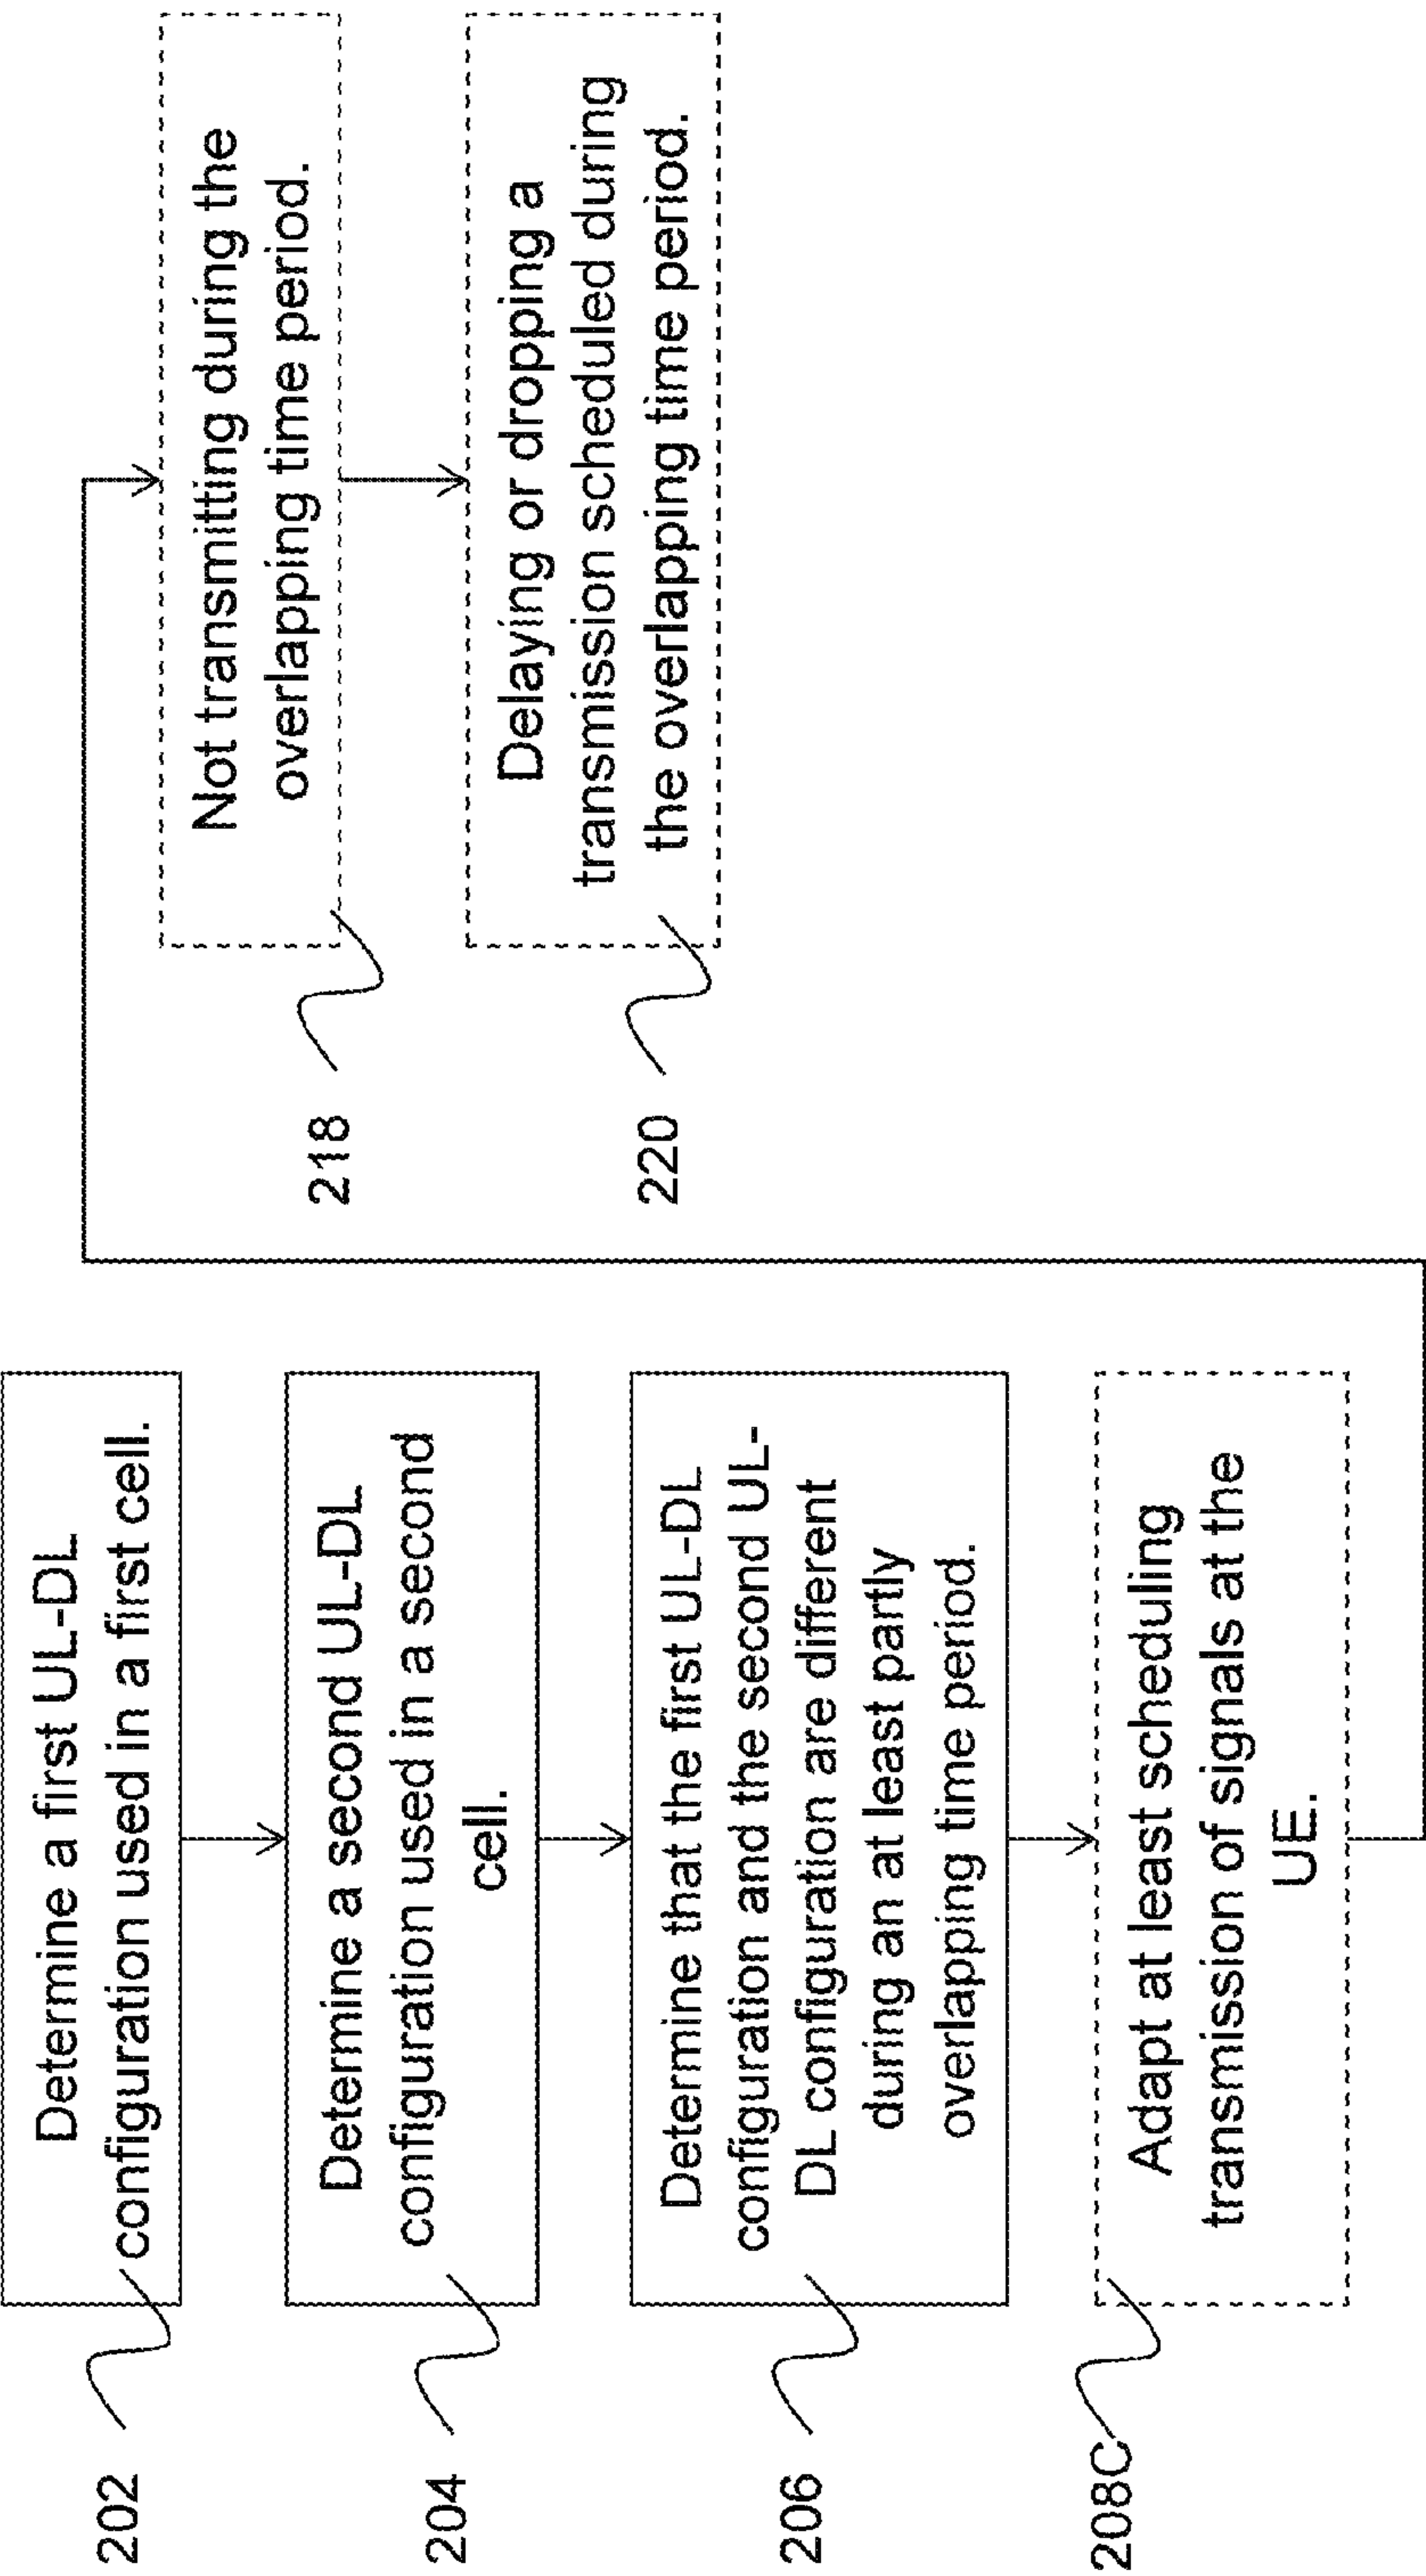 202
Determine a first UL-DL
configuration used in a first cell.
204
Determine a second UL-DL
configuration used in a second
cell.
206
Determine that the first UL-DL
configuration and the second UL-
DL configuration are different
during an at least partly
overlapping time period.
208C
Adapt at least scheduling
transmission of signals at the
UE.
218
Not transmitting during the
overlapping time period.
220
Delaying or dropping a
transmission scheduled during
the overlapping time period.